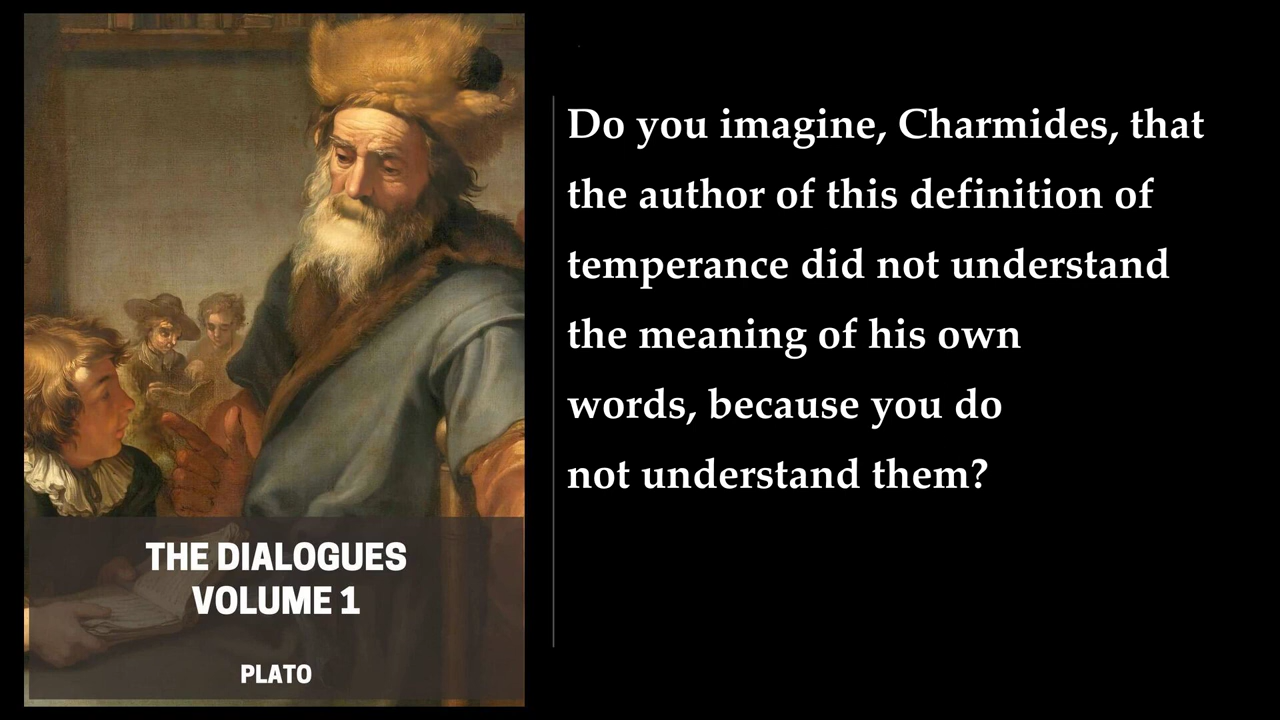 THE DIALOGUES
VOLUME 1
PLATO
Do you imagine, Charmides, that
the author of this definition of
temperance did not understand
the meaning of his own
words, because you do
not understand them?